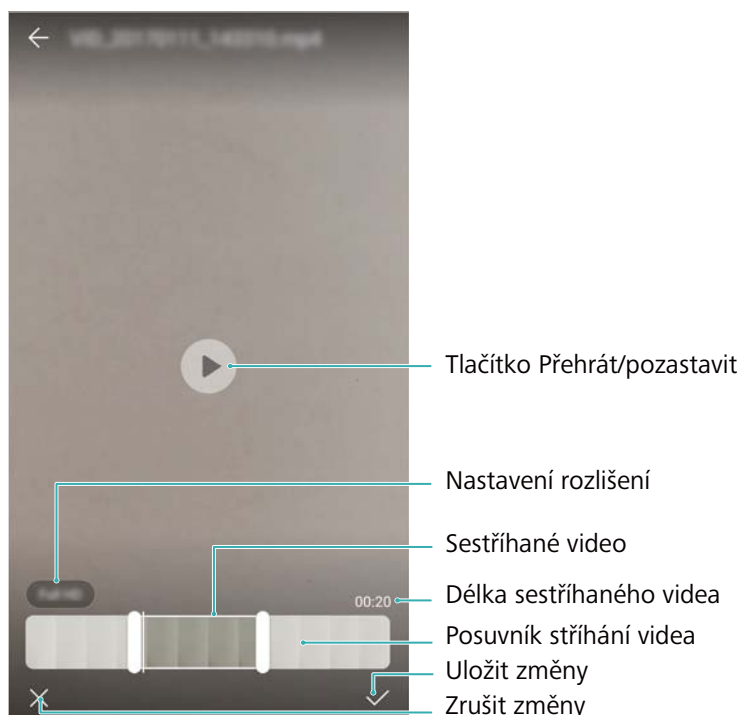 Tlačítko Přehrát/pozastavit
Nastavení rozlišení
Sestříhané video
00:20
Délka sestříhaného videa
Posuvník stříhání videa
Uložit změny
Zrušit změny